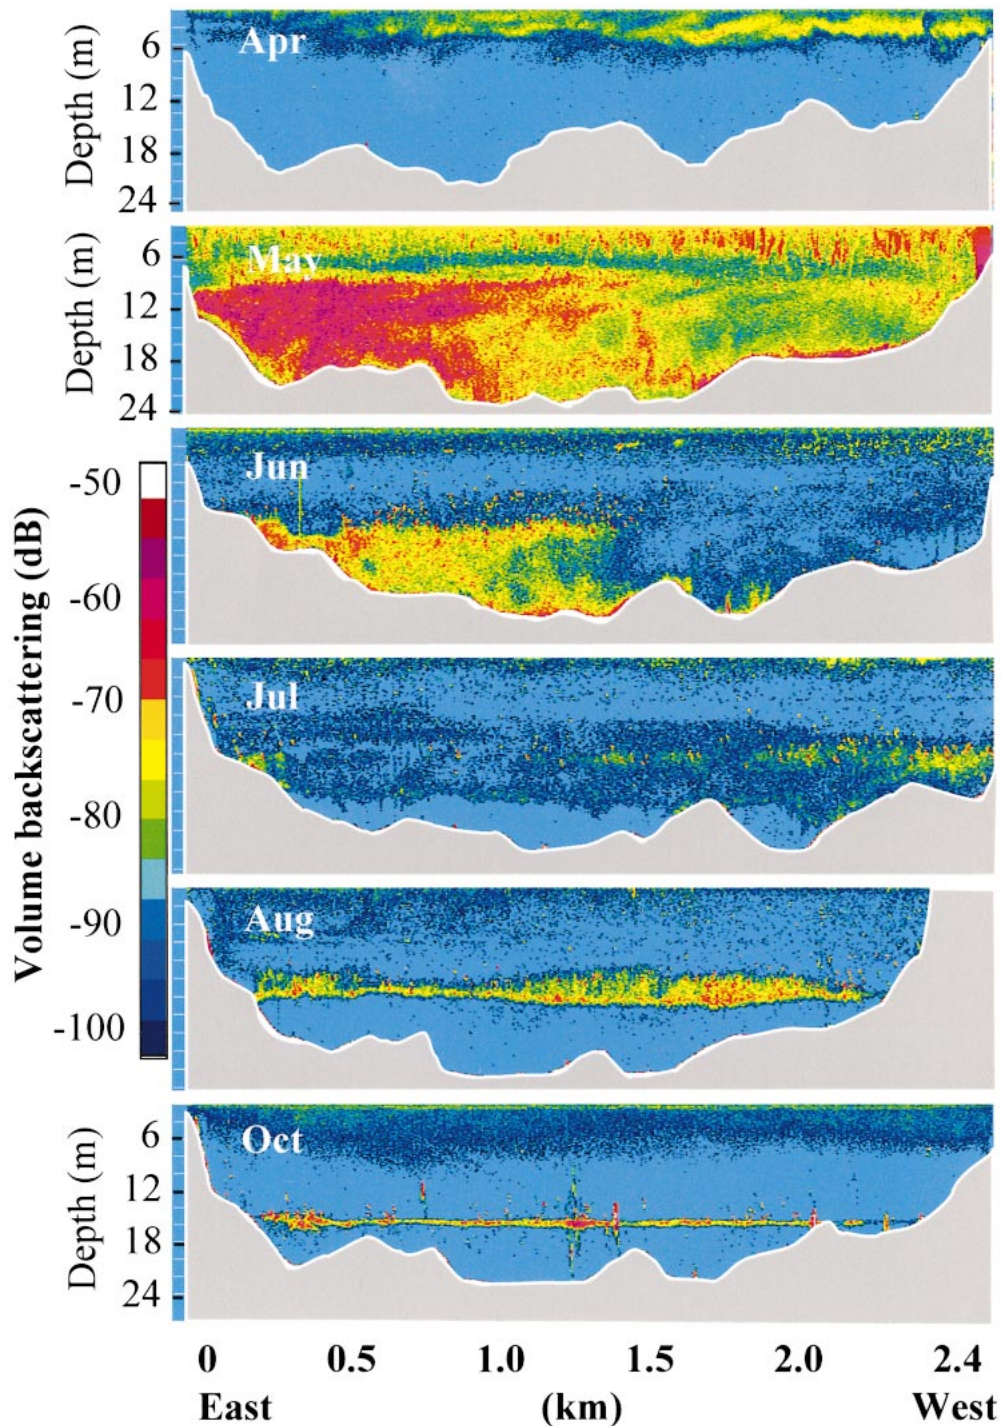 Apr
Depth (m)
6
12
18
24
May
Depth (m)
6
12
18
24
Jun
Volume backscattering (dB)
-50
-60
-70
-80
-90
-100
Jul
Aug
Oct
Depth (m)
6
12
18
24
0 0.5 1.0 1.5 2.0 2.4
East (km) West